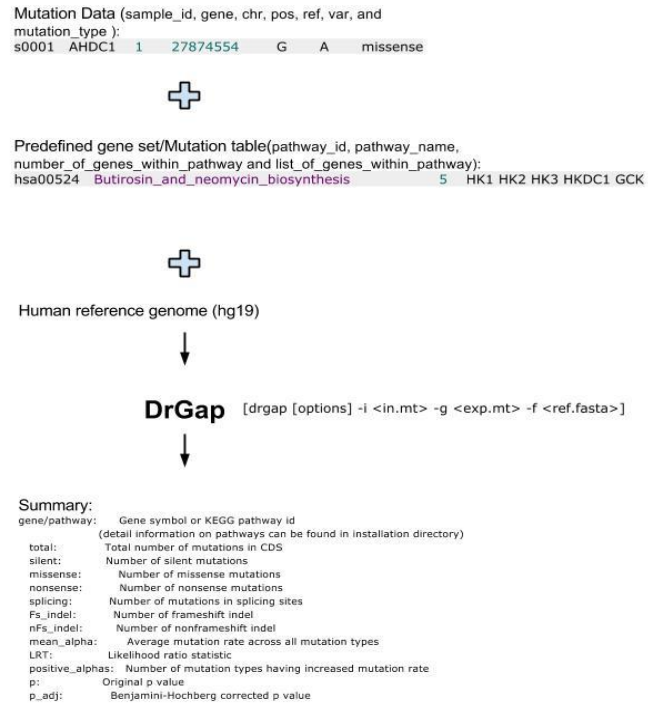 Mutation Data (sample_id, gene, chr, pos, ref, var, and
mutation_type ):
s0001 AHDC1 1 27874554 G A missense
Predefined gene set/Mutation table(pathway_id, pathway_name,
number_of_genes_within_pathway and list_of_genes_within_pathway):
hsa00524 Butirosin_and_neomycin_biosynthesis 5 HK1 HK2 HK3 HKDC1 GCK
Human reference genome (hg19)
DrGap [drgap [options] -i <in.mt> -g <exp.mt> -f <ref.fasta>]
Summary:
gene/pathway: Gene symbol or KEGG pathway id
(detail information on pathways can be found in installation directory)
total: Total number of mutations in CDS
silent: Number of silent mutations
missense: Number of missense mutations
nonsense: Number of nonsense mutations
splicing: Number of mutations in splicing sites
Fs_indel: Number of frameshift indel
nFs_indel: Number of nonframeshift indel
mean_alpha: Average mutation rate across all mutation types
LRT: Likelihood ratio statistic
positive_alphas: Number of mutation types having increased mutation rate
p: Original p value
p_adj: Benjamini-Hochberg corrected p value